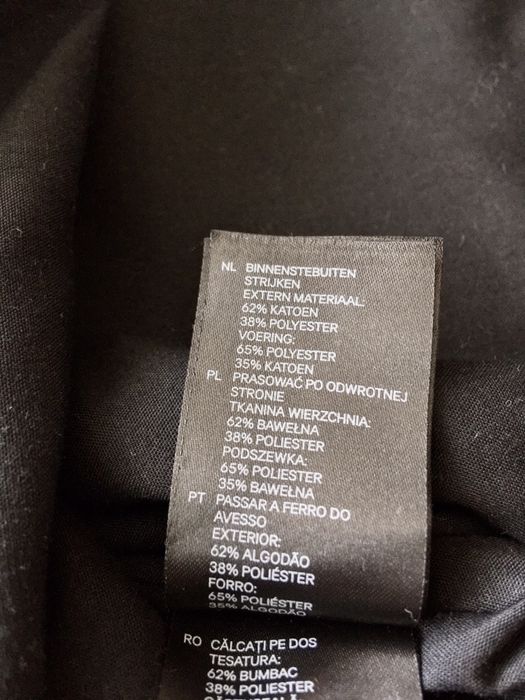 NL BINNENSTEBUITEN
STRIJKEN
EXTERN MATERIAAL:
62% KATOEN
38% POLYESTER
VOERING:
65% POLYESTER
35% KATOEN
PL PRASOWAĆ PO ODWROTNEJ
STRONIE
TKANINA WIERZCHNIA:
62% BAWEŁNA
38% POLIESTER
PODSZEWKA:
65% POLIESTER
35% BAWEŁNA
PT PASSAR A FERRO DO
AVESSO
EXTERIOR:
62% ALGODÃO
38% POLIÉSTER
FORRO:
65% POLIÉSTER
35% ALGODÃO
RO CĂLCAȚI PE DOS
TESATURA:
62% BUMBAC
38% POLIESTER